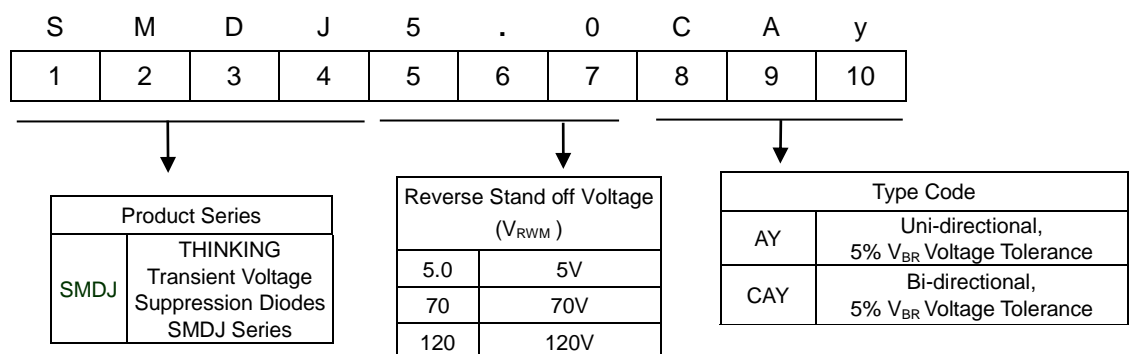 S M D J 5 . 0 C A y
1 2 3 4 5 6 7 8 9 10
Product Series
SMDJ
THINKING
Transient Voltage
Suppression Diodes
SMDJ Series
Reverse Stand off Voltage
(VRWM )
5.0 5V
70 70V
120 120V
Type Code
AY
Uni-directional,
5% VBR Voltage Tolerance
CAY
Bi-directional,
5% VBR Voltage Tolerance